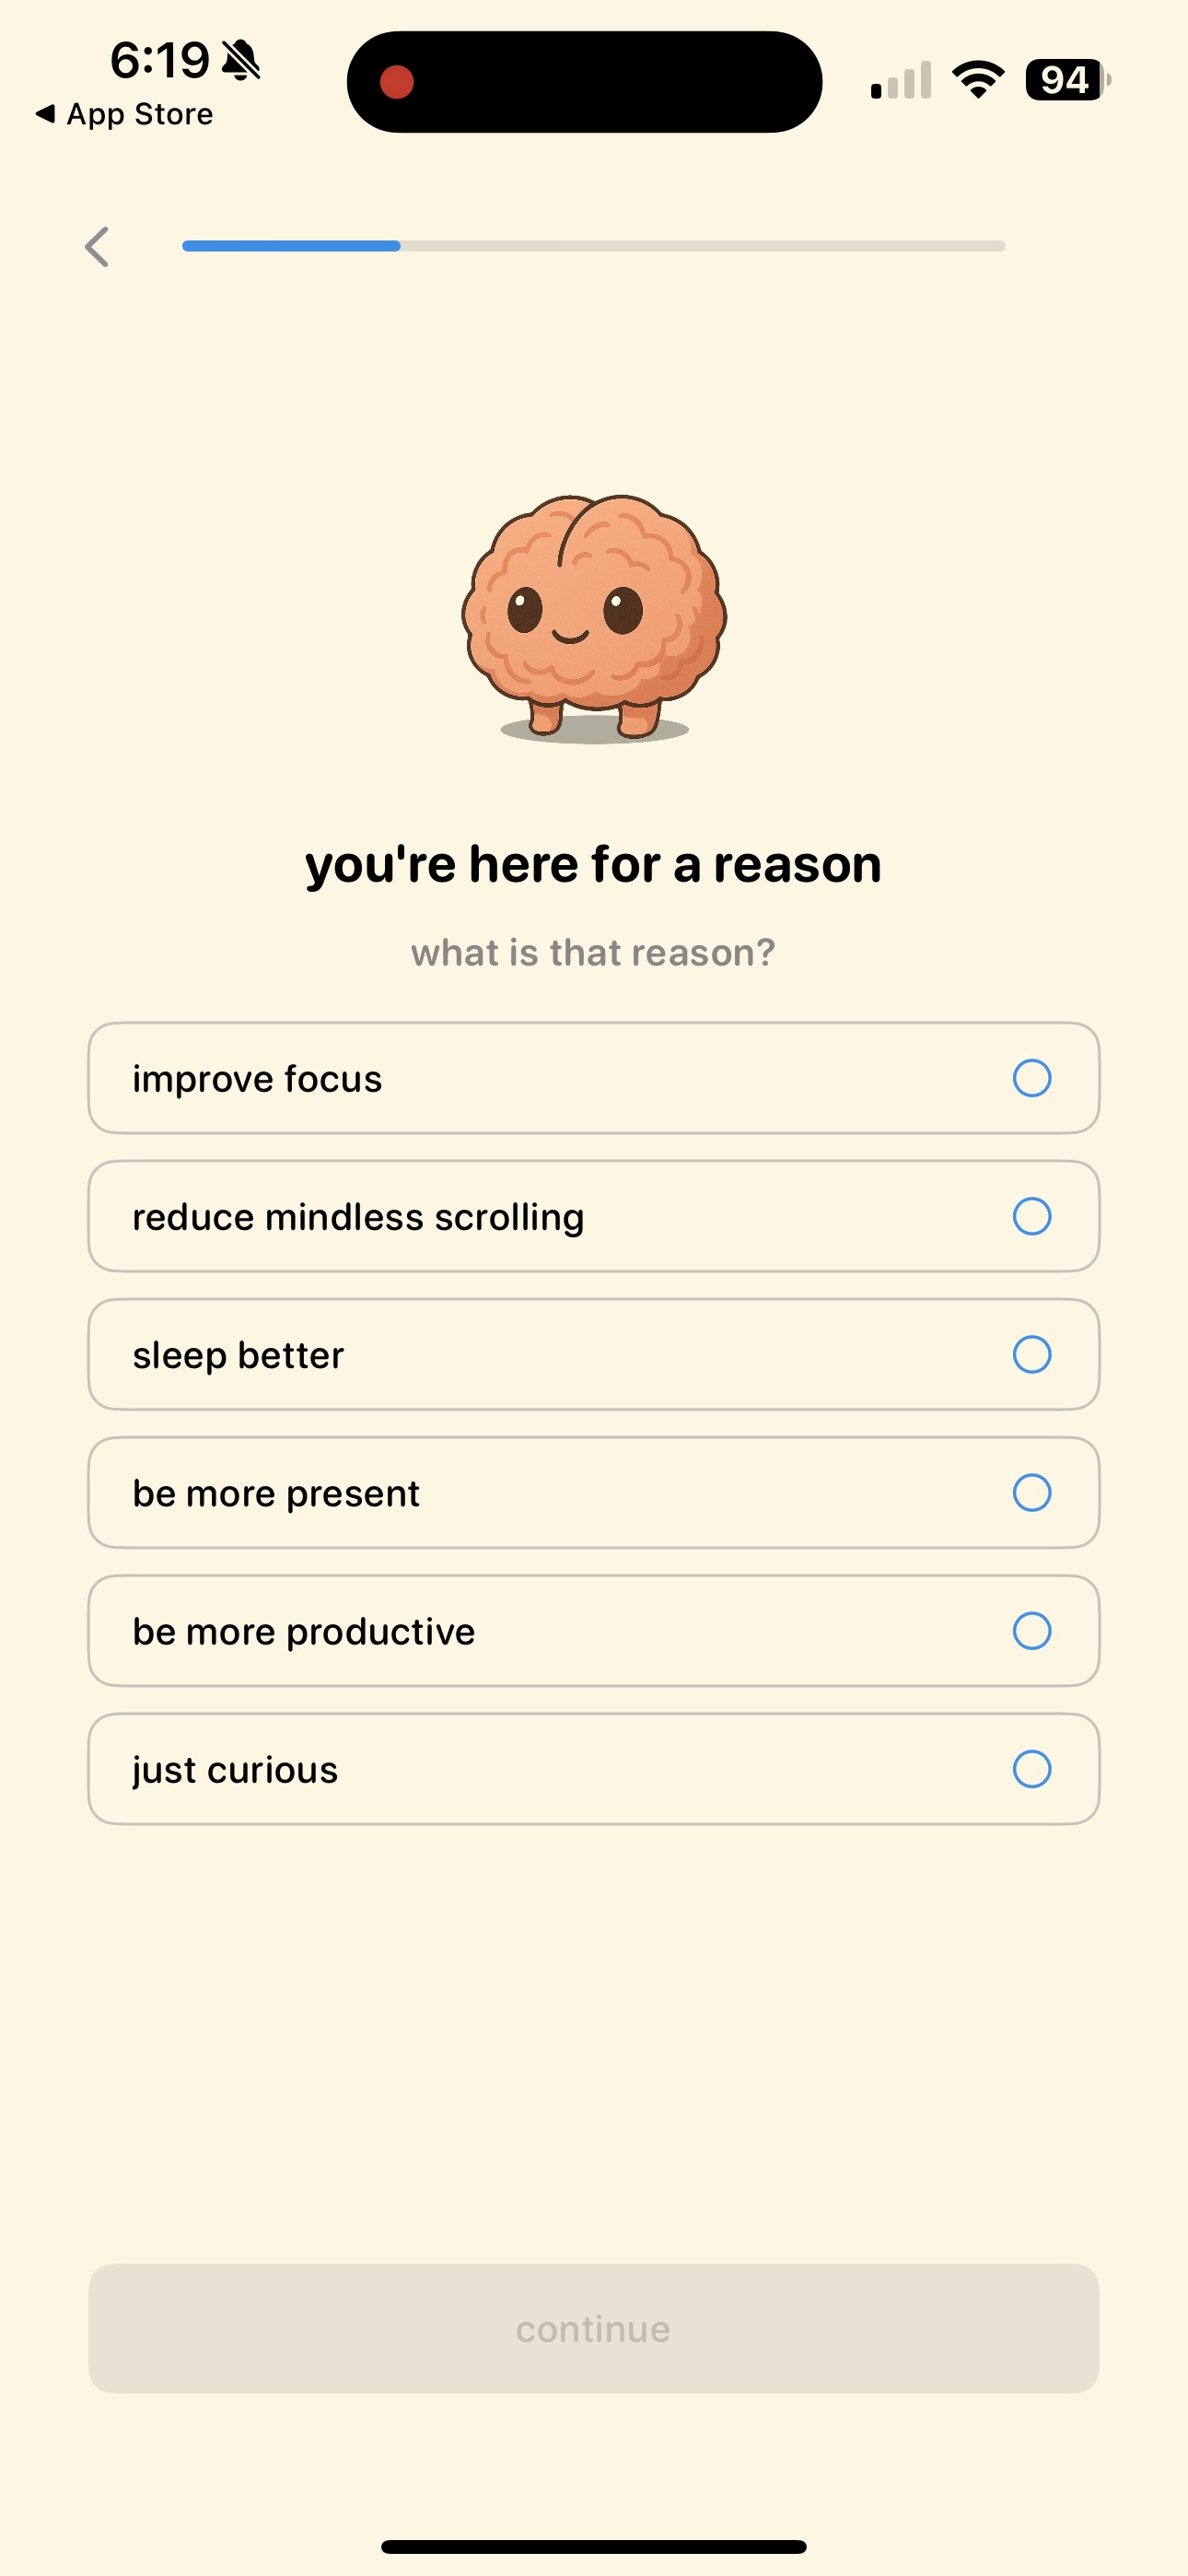 6:19
94
App Store
you're here for a reason
what is that reason?
improve focus
reduce mindless scrolling
sleep better
be more present
be more productive
just curious
continue